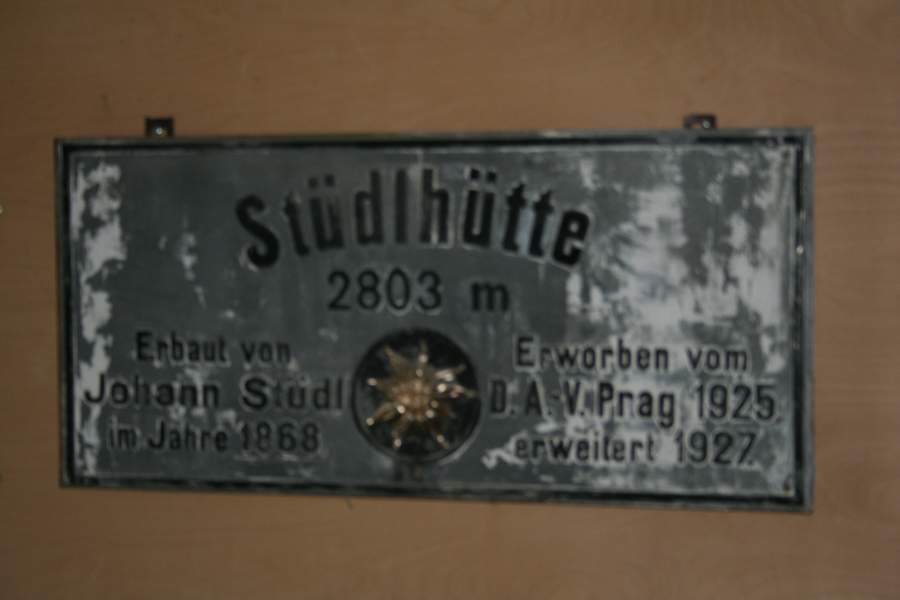 Stüdlhütte
2803 m
Erbaut von
Johann Stüdl
im Jahre 1868
Erworben vom
D.A.-V. Prag 1925
erweitert 1927.